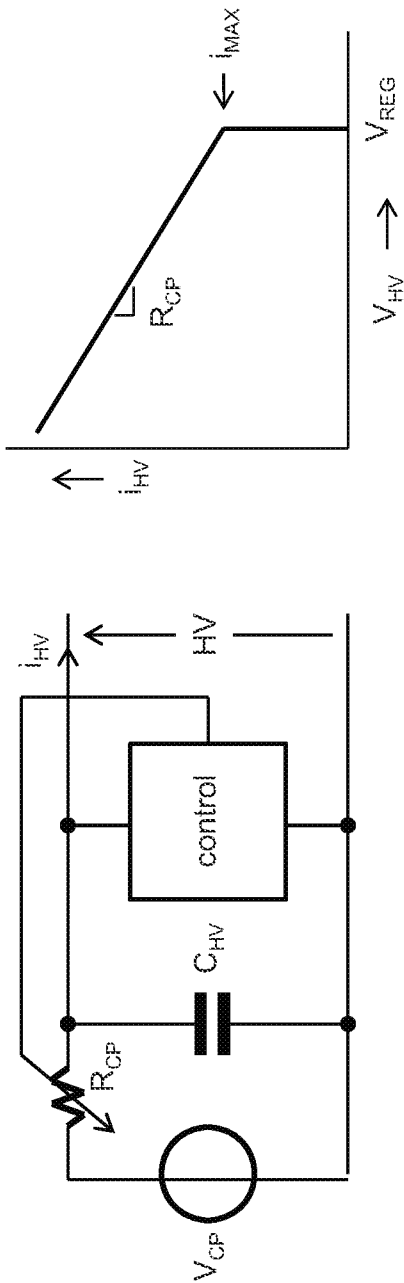 V_CP
R_CP
C_HV
control
i_HV
HV
i_HV
R_CP
i_MAX
V_HV
V_REG